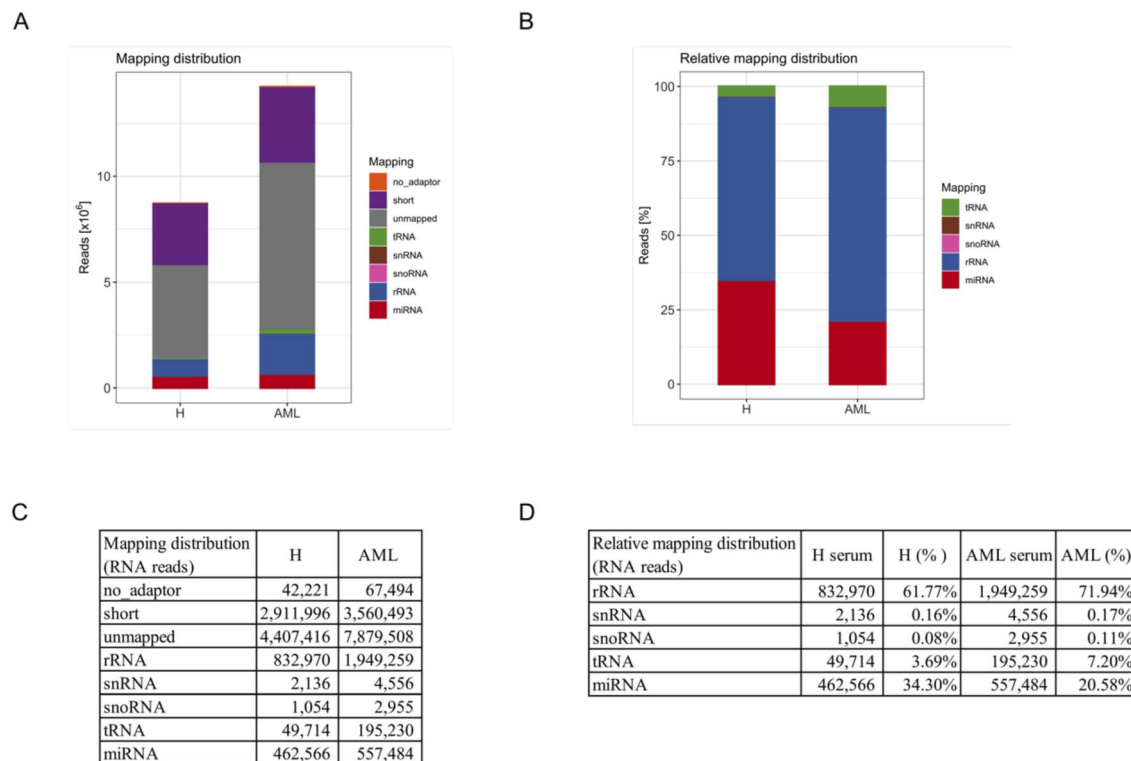 A
Mapping distribution
Reads [x10⁶]
10
5
0
H AML
Mapping
no_adaptor
short
unmapped
tRNA
snRNA
snoRNA
rRNA
miRNA
B
Relative mapping distribution
Reads [%]
100
75
50
25
0
H AML
Mapping
tRNA
snRNA
snoRNA
rRNA
miRNA
C
Mapping distribution
(RNA reads) H AML
no_adaptor 42,221 67,494
short 2,911,996 3,560,493
unmapped 4,407,416 7,879,508
rRNA 832,970 1,949,259
snRNA 2,136 4,556
snoRNA 1,054 2,955
tRNA 49,714 195,230
miRNA 462,566 557,484
D
Relative mapping distribution
(RNA reads) H serum H (% ) AML serum AML (%)
rRNA 832,970 61.77% 1,949,259 71.94%
snRNA 2,136 0.16% 4,556 0.17%
snoRNA 1,054 0.08% 2,955 0.11%
tRNA 49,714 3.69% 195,230 7.20%
miRNA 462,566 34.30% 557,484 20.58%